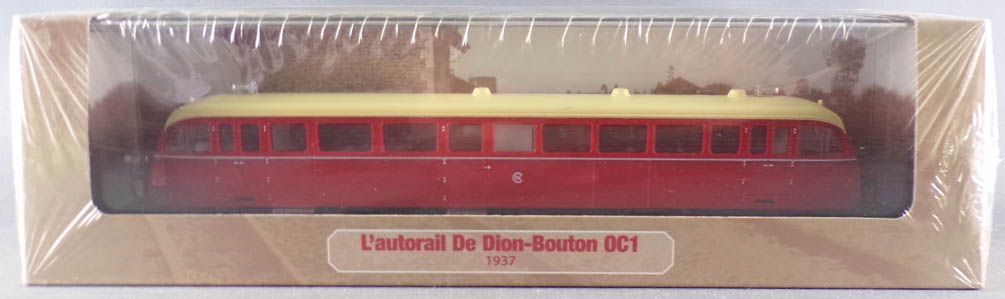 L'autorail De Dion-Bouton OC1
1937